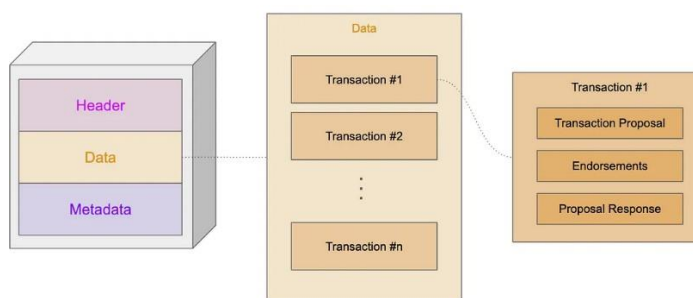 Header
Data
Metadata
Data
Transaction #1
Transaction #2
Transaction #n
Transaction #1
Transaction Proposal
Endorsements
Proposal Response